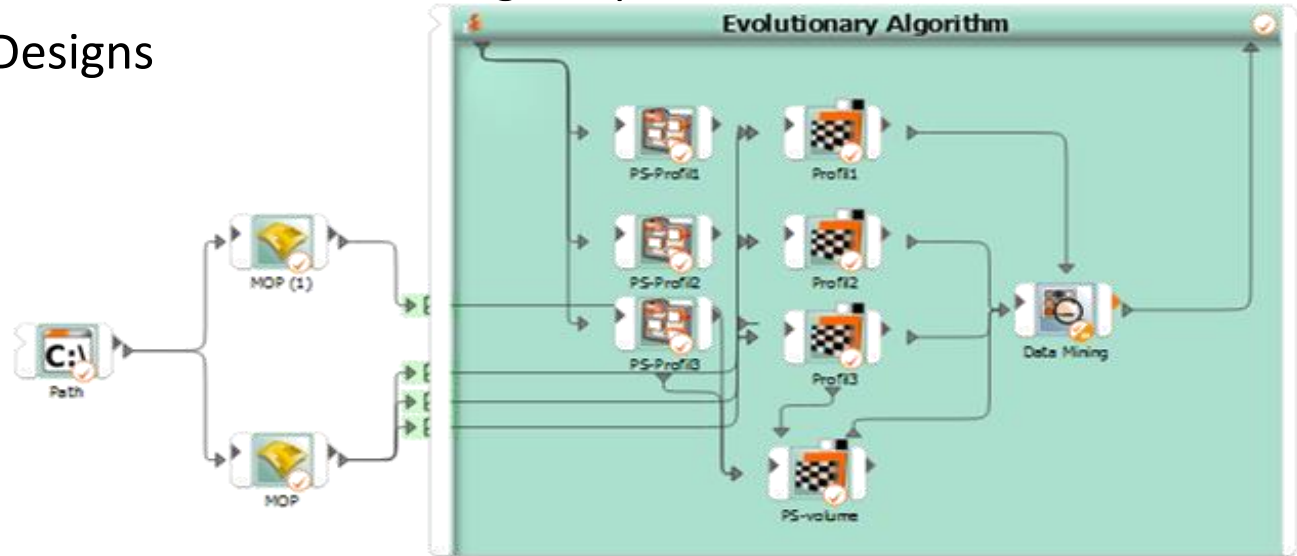 Designs
Evolutionary Algorithm
PS-Profil1
Profil1
PS-Profil2
Profil2
MOP (1)
PS-Profil3
Profil3
Data Mining
C:\
Path
MOP
PS-volume